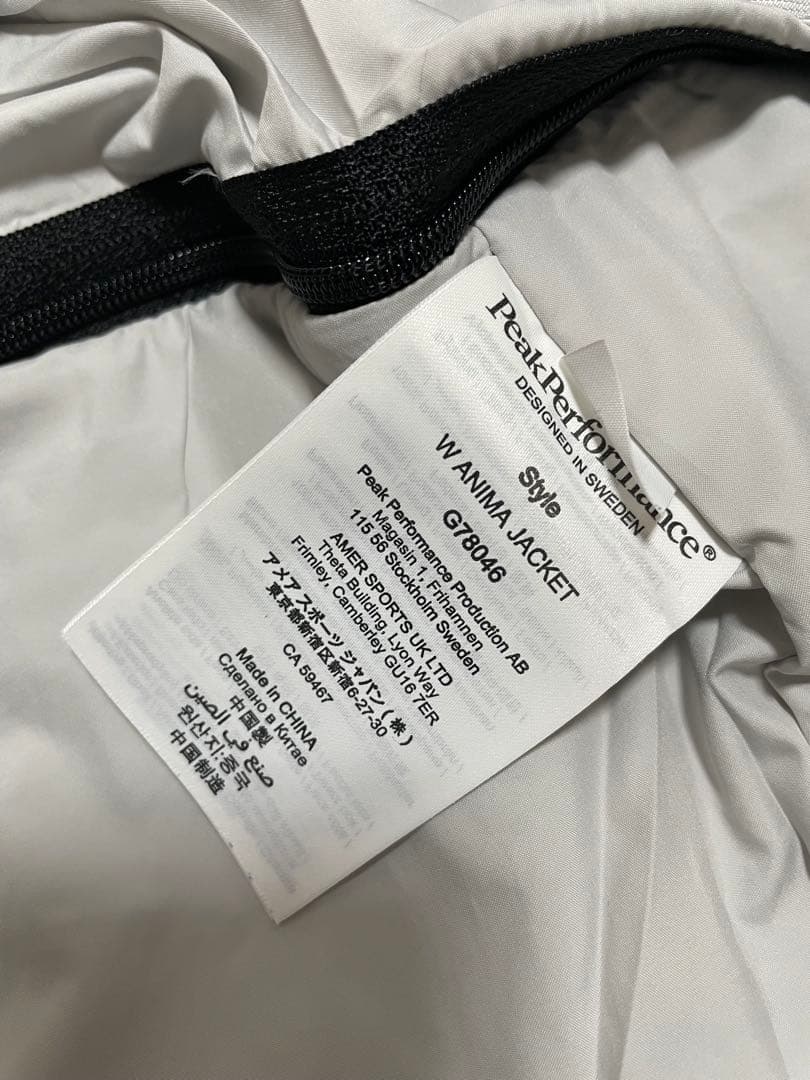 PeakPerformance®
DESIGNED IN SWEDEN
Style
W ANIMA JACKET
G78046
Peak Performance Production AB
Magasin 1, Frihamnen
115 56 Stockholm Sweden
AMER SPORTS UK LTD
Theta Building, Lyon Way
Frimley, Camberley GU16 7ER
アメア スポーツ ジャパン(株)
東京都新宿区新宿6-27-30
CA 59467
Made in CHINA
Сделано в Китае
中国製
صنع في الصين
원산지:중국
中国制造